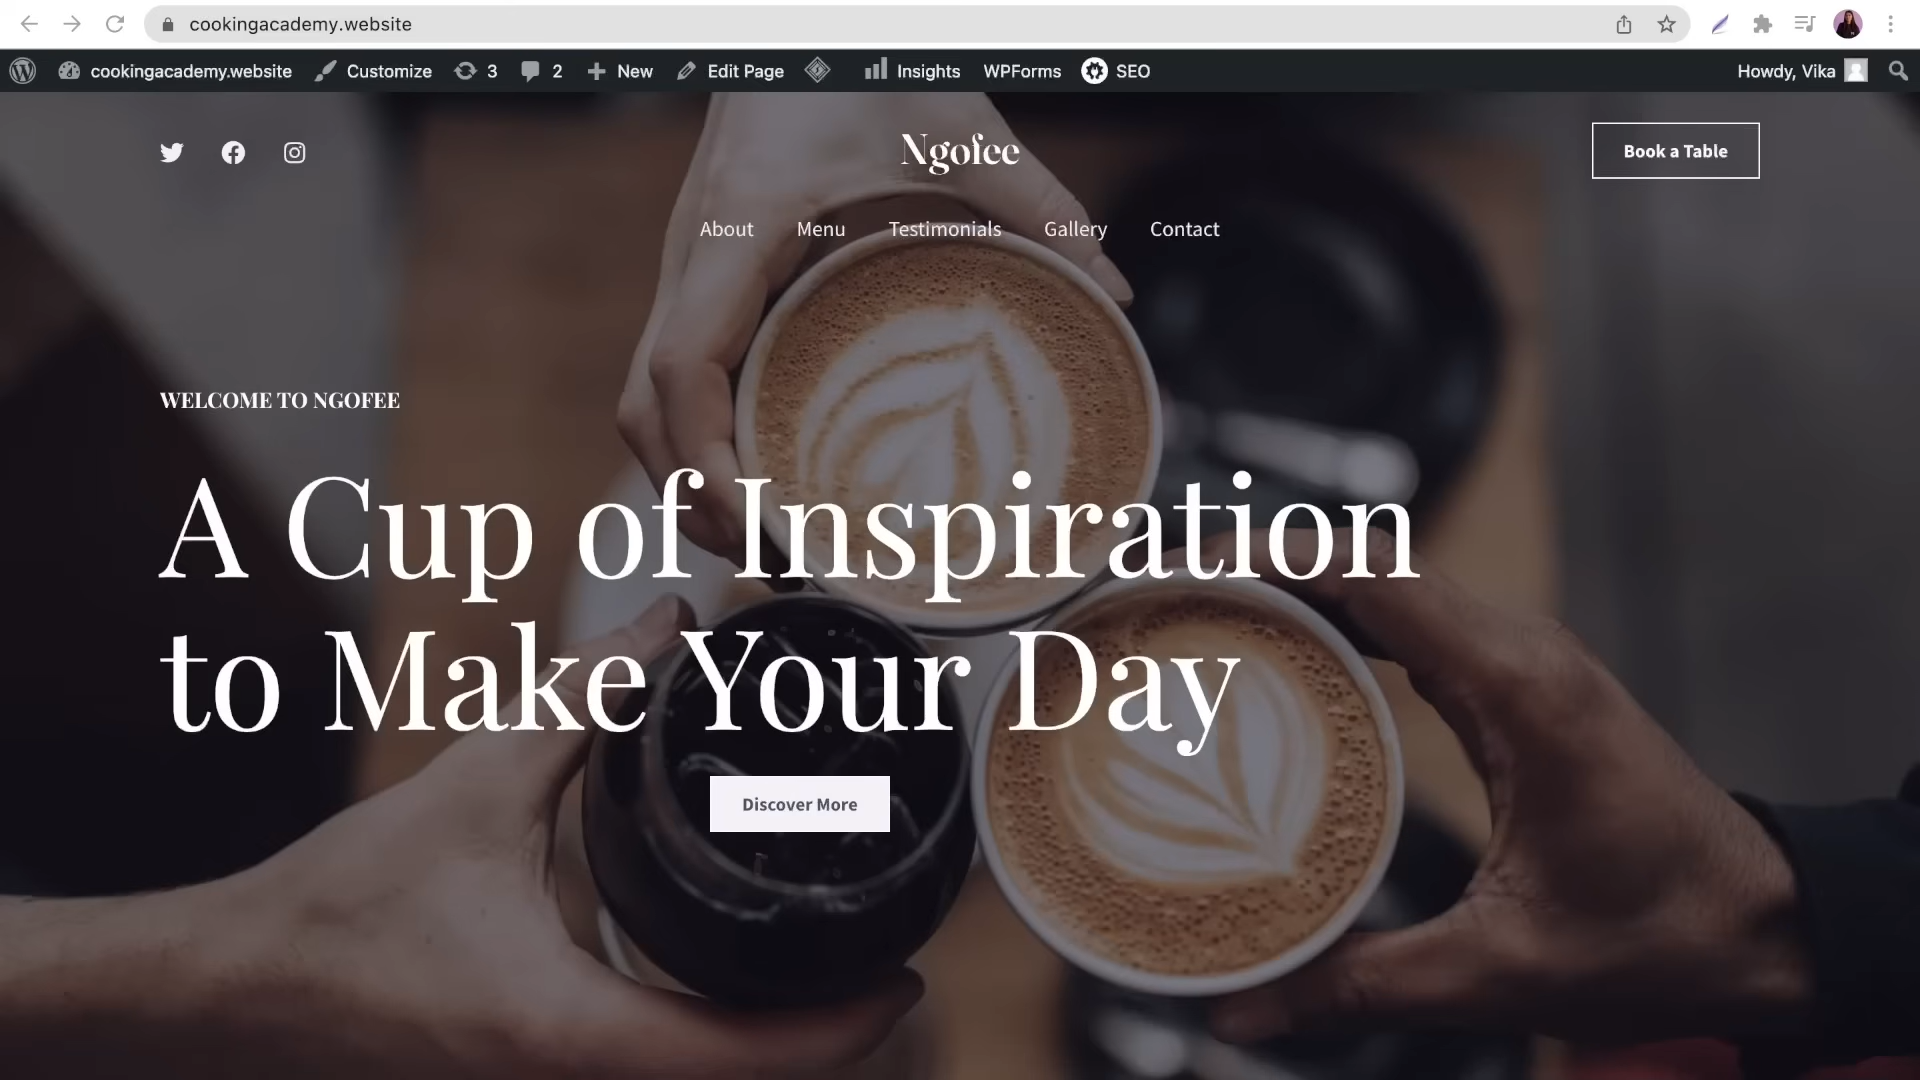 cookingacademy.website
cookingacademy.website Customize 3 2 New Edit Page Insights WPForms SEO Howdy, Vika
Ngofee
Book a Table
About Menu Testimonials Gallery Contact
WELCOME TO NGOFEE
A Cup of Inspiration
to Make Your Day
Discover More